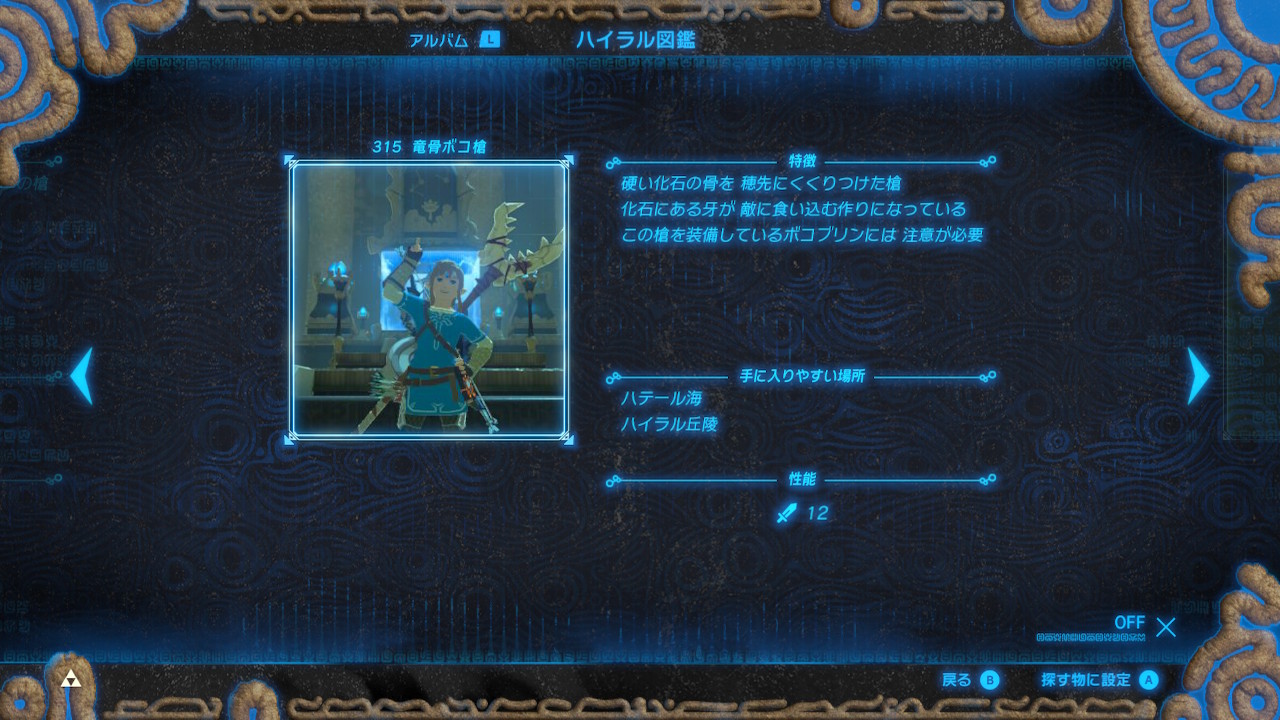 アルバム L
ハイラル図鑑
315 竜骨ボコ槍
特徴
硬い化石の骨を 穂先にくくりつけた槍
化石にある牙が 敵に食い込む作りになっている
この槍を装備しているボコブリンには 注意が必要
手に入りやすい場所
ハテール海
ハイラル丘陵
性能
12
OFF
戻る B
探す物に設定 A